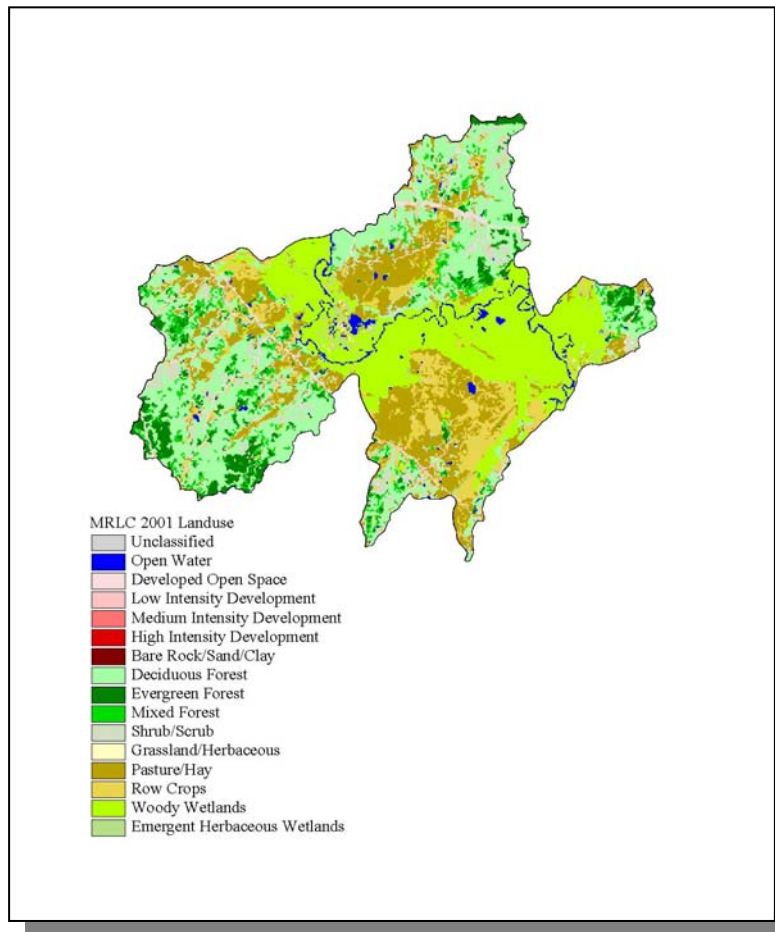 MRLC 2001 Landuse
Unclassified
Open Water
Developed Open Space
Low Intensity Development
Medium Intensity Development
High Intensity Development
Bare Rock/Sand/Clay
Deciduous Forest
Evergreen Forest
Mixed Forest
Shrub/Scrub
Grassland/Herbaceous
Pasture/Hay
Row Crops
Woody Wetlands
Emergent Herbaceous Wetlands